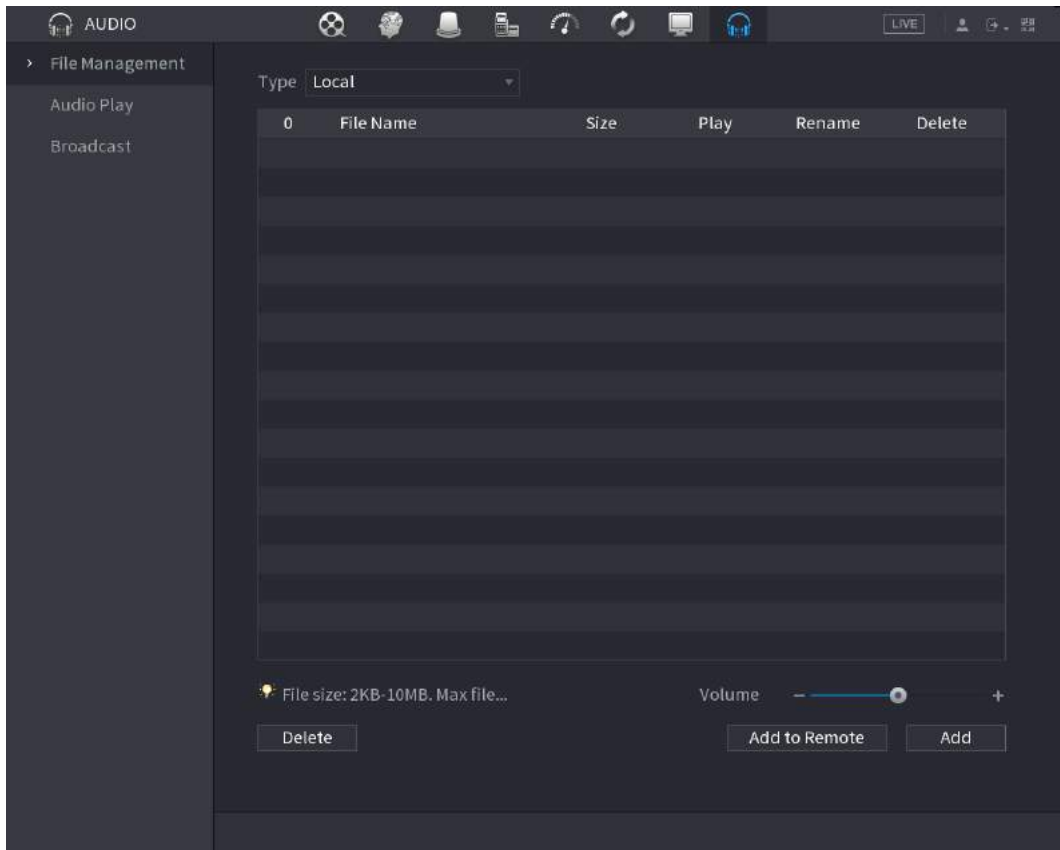 AUDIO
LIVE
File Management
Audio Play
Broadcast
Type Local
0 File Name Size Play Rename Delete
File size: 2KB-10MB. Max file...
Volume
Delete Add to Remote Add